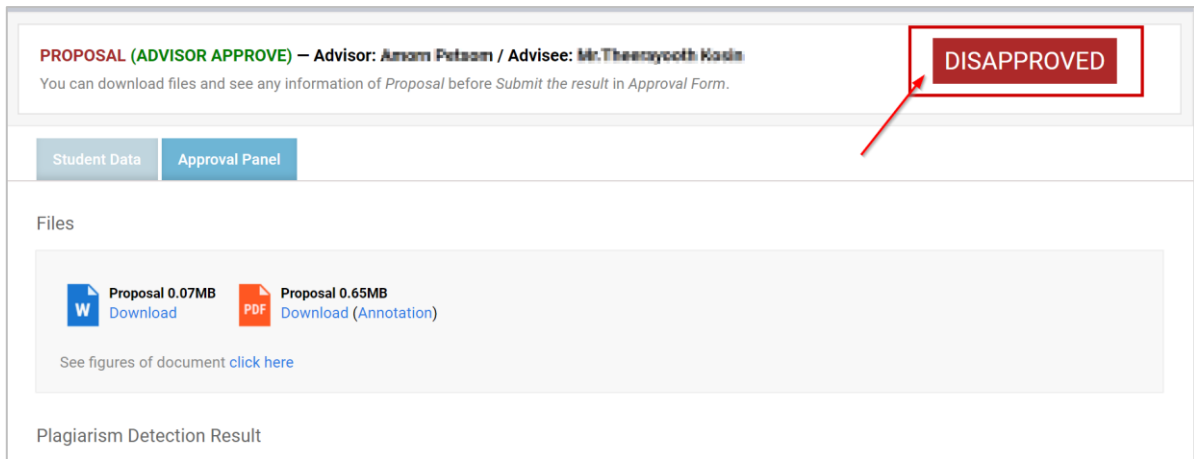 PROPOSAL (ADVISOR APPROVE) — Advisor: / Advisee:
DISAPPROVED
You can download files and see any information of Proposal before Submit the result in Approval Form.
Student Data
Approval Panel
Files
W
Proposal 0.07MB
Download
PDF
Proposal 0.65MB
Download (Annotation)
See figures of document click here
Plagiarism Detection Result